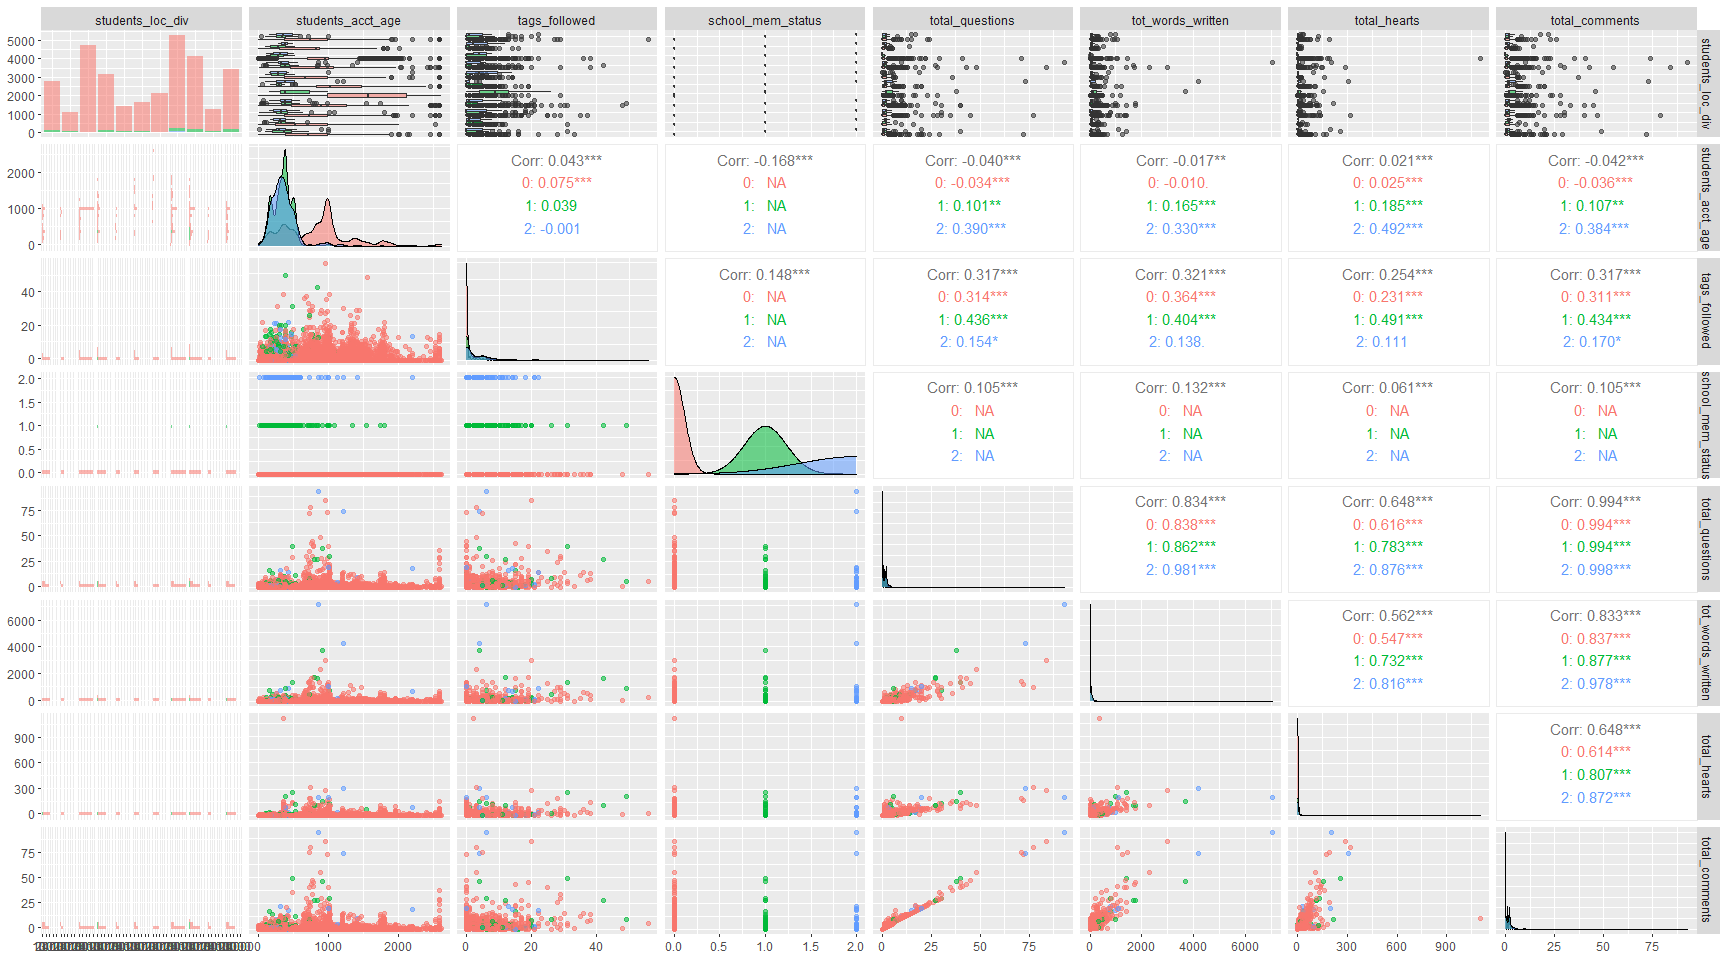 students_loc_div students_acct_age tags_followed school_mem_status total_questions tot_words_written total_hearts total_comments
5000
4000
3000
2000
1000
0
students_loc_div
2000
1000
0
Corr: 0.043*** Corr: -0.168*** Corr: -0.040*** Corr: -0.017** Corr: 0.021*** Corr: -0.042***
0: 0.075*** 0: NA 0: -0.034*** 0: -0.010. 0: 0.025*** 0: -0.036***
1: 0.039 1: NA 1: 0.101** 1: 0.165*** 1: 0.185*** 1: 0.107**
2: -0.001 2: NA 2: 0.390*** 2: 0.330*** 2: 0.492*** 2: 0.384***
students_acct_age
40
20
0
Corr: 0.148*** Corr: 0.317*** Corr: 0.321*** Corr: 0.254*** Corr: 0.317***
0: NA 0: 0.314*** 0: 0.364*** 0: 0.231*** 0: 0.311***
1: NA 1: 0.436*** 1: 0.404*** 1: 0.491*** 1: 0.434***
2: NA 2: 0.154* 2: 0.138. 2: 0.111 2: 0.170*
tags_followed
2.0
1.5
1.0
0.5
0.0
Corr: 0.105*** Corr: 0.132*** Corr: 0.061*** Corr: 0.105***
0: NA 0: NA 0: NA 0: NA
1: NA 1: NA 1: NA 1: NA
2: NA 2: NA 2: NA 2: NA
school_mem_status
75
50
25
0
Corr: 0.834*** Corr: 0.648*** Corr: 0.994***
0: 0.838*** 0: 0.616*** 0: 0.994***
1: 0.862*** 1: 0.783*** 1: 0.994***
2: 0.981*** 2: 0.876*** 2: 0.998***
total_questions
6000
4000
2000
0
Corr: 0.562*** Corr: 0.833***
0: 0.547*** 0: 0.837***
1: 0.732*** 1: 0.877***
2: 0.816*** 2: 0.978***
tot_words_written
900
600
300
0
Corr: 0.648***
0: 0.614***
1: 0.807***
2: 0.872***
total_hearts
75
50
25
0
total_comments
0 1000 2000 0 20 40 0.0 0.5 1.0 1.5 2.0 0 25 50 75 0 2000 4000 6000 0 300 600 900 0 25 50 75